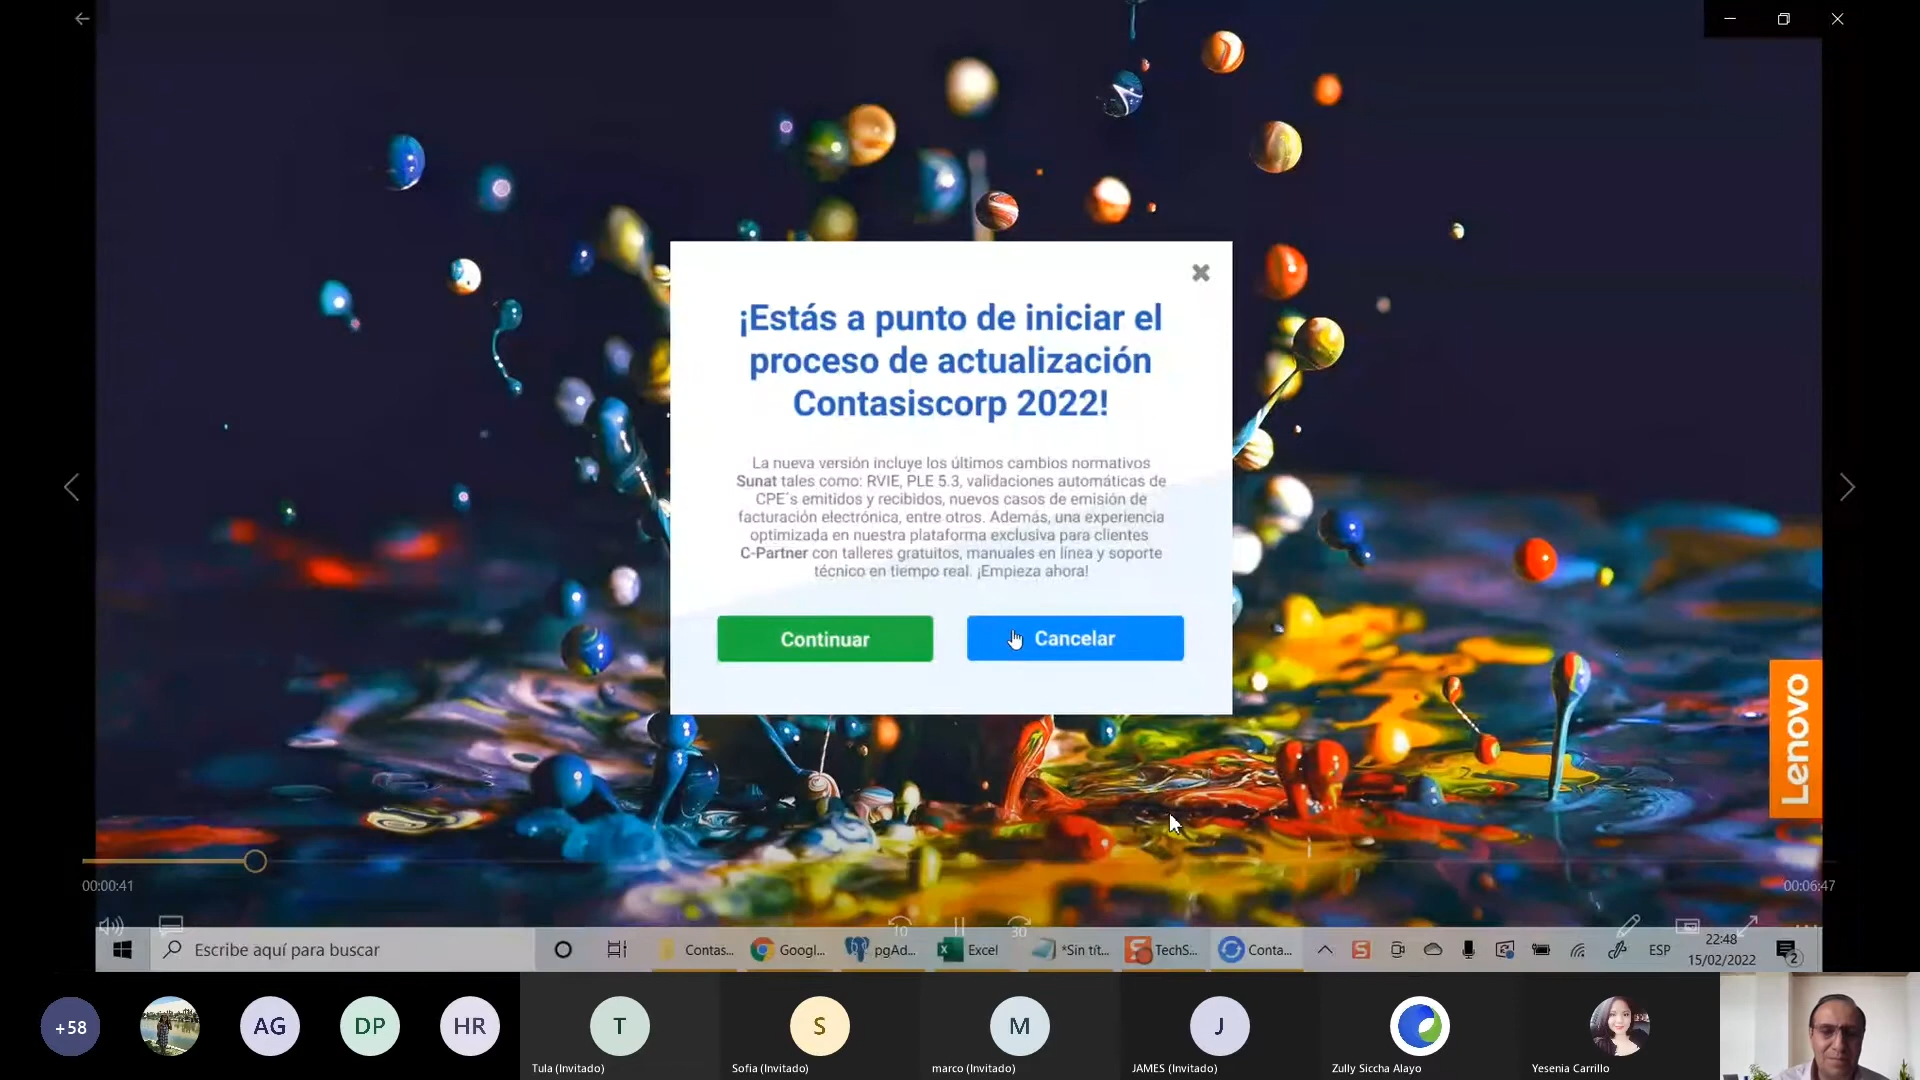 ¡Estás a punto de iniciar el
proceso de actualización
Contasiscorp 2022!
La nueva versión incluye los últimos cambios normativos
Sunat tales como: RVIE, PLE 5.3, validaciones automáticas de
CPE´s emitidos y recibidos, nuevos casos de emisión de
facturación electrónica, entre otros. Además, una experiencia
optimizada en nuestra plataforma exclusiva para clientes
C-Partner con talleres gratuitos, manuales en línea y soporte
técnico en tiempo real. ¡Empieza ahora!
Continuar
Cancelar
Lenovo
00:00:41
00:06:47
10
30
Escribe aquí para buscar
Contas...
Googl...
pgAd...
Excel
*Sin tít...
TechS...
Conta...
ESP
22:48
15/02/2022
2
+58
AG
DP
HR
T
S
M
J
Tula (Invitado)
Sofia (Invitado)
marco (Invitado)
JAMES (Invitado)
Zully Siccha Alayo
Yesenia Carrillo